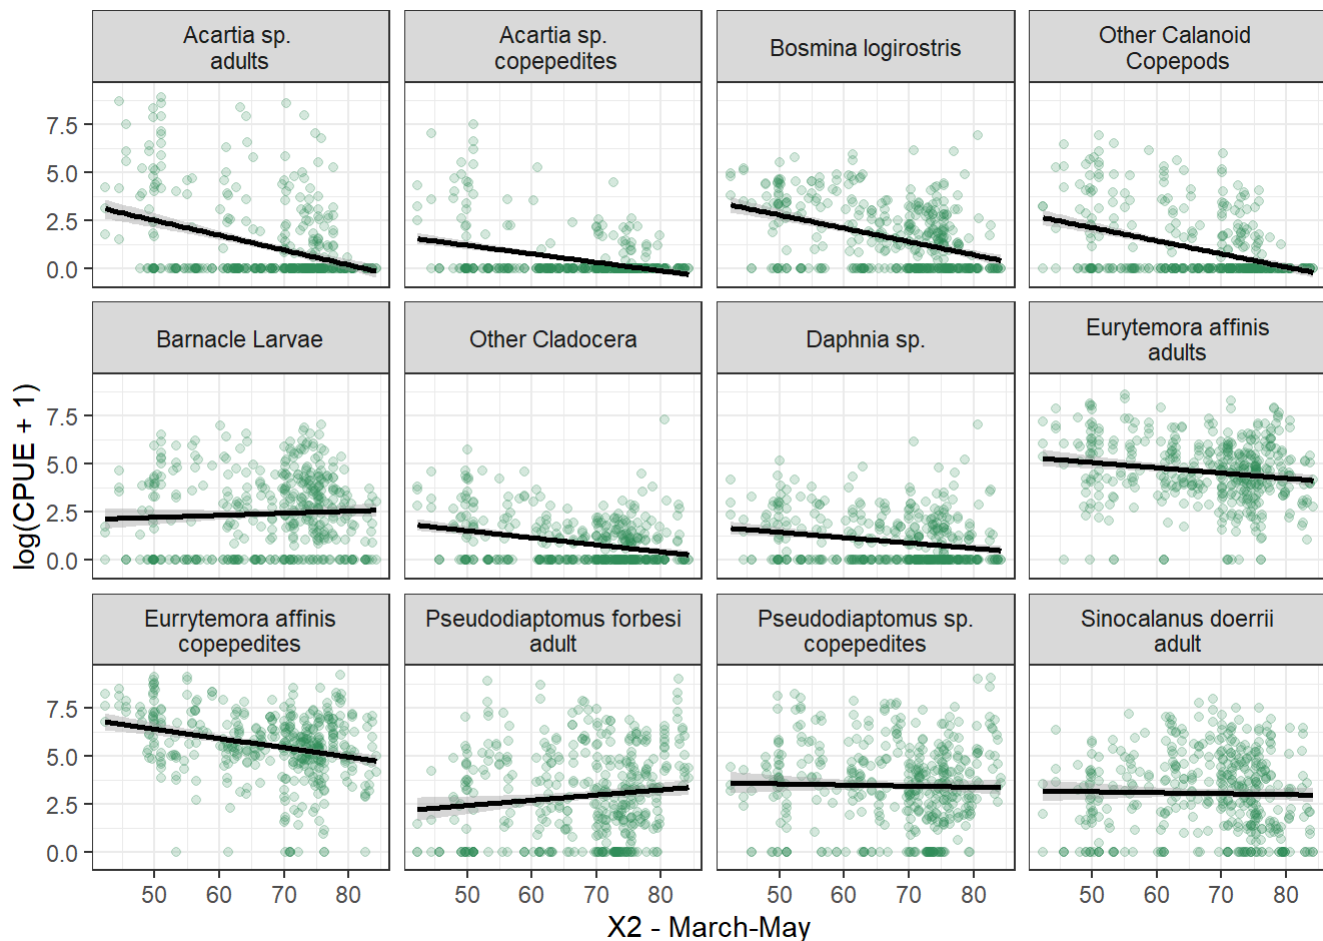 Acartia sp.
adults
Acartia sp.
copepedites
Bosmina logirostris
Other Calanoid
Copepods
7.5
5.0
2.5
0.0
Barnacle Larvae
Other Cladocera
Daphnia sp.
Eurytemora affinis
adults
log(CPUE + 1)
7.5
5.0
2.5
0.0
Eurrytemora affinis
copepedites
Pseudodiaptomus forbesi
adult
Pseudodiaptomus sp.
copepedites
Sinocalanus doerrii
adult
7.5
5.0
2.5
0.0
50 60 70 80 50 60 70 80 50 60 70 80 50 60 70 80
X2 - March-May